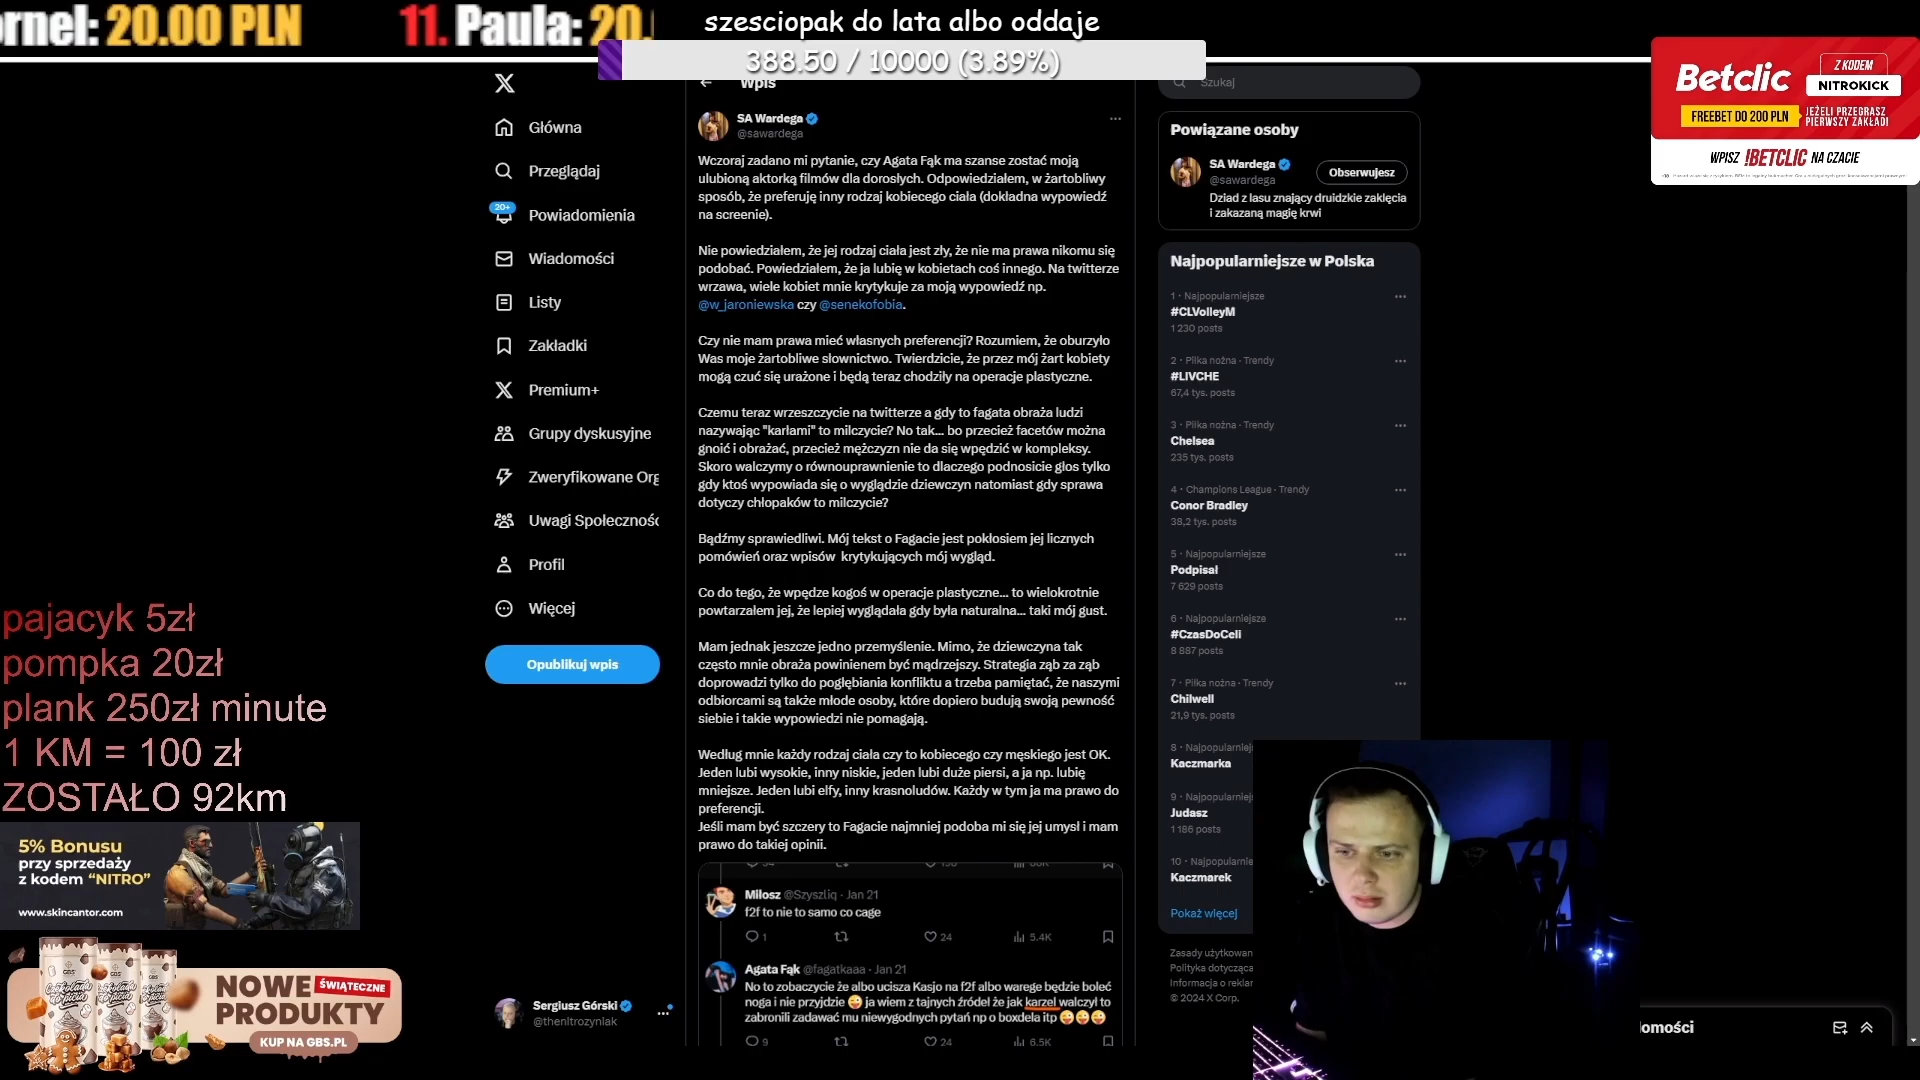 rnel: 20.00 PLN
11. Paula: 20.
szesciopak do lata albo oddaje
388.50 / 10000 (3.89%)
Betclic
Z KODEM
NITROKICK
FREEBET DO 200 PLN
JEŻELI PRZEGRASZ
PIERWSZY ZAKŁAD!
WPISZ !BETCLIC NA CZACIE
Główna
Przeglądaj
20+
Powiadomienia
Wiadomości
Listy
Zakładki
Premium+
Grupy dyskusyjne
Zweryfikowane Org
Uwagi Społecznośc
Profil
Więcej
Opublikuj wpis
Sergiusz Górski
@thenitrozyniak
Wpis
SA Wardega
@sawardega
Wczoraj zadano mi pytanie, czy Agata Fąk ma szanse zostać moją
ulubioną aktorką filmów dla dorosłych. Odpowiedziałem, w żartobliwy
sposób, że preferuję inny rodzaj kobiecego ciała (dokładna wypowiedź
na screenie).
Nie powiedziałem, że jej rodzaj ciała jest zły, że nie ma prawa nikomu się
podobać. Powiedziałem, że ja lubię w kobietach coś innego. Na twitterze
wrzawa, wiele kobiet mnie krytykuje za moją wypowiedź np.
@w_jaroniewska czy @senekofobia.
Czy nie mam prawa mieć własnych preferencji? Rozumiem, że oburzyło
Was moje żartobliwe słownictwo. Twierdzicie, że przez mój żart kobiety
mogą czuć się urażone i będą teraz chodziły na operacje plastyczne.
Czemu teraz wrzeszczycie na twitterze a gdy to fagata obraża ludzi
nazywając "karłami" to milczycie? No tak... bo przecież facetów można
gnoić i obrażać, przecież mężczyzn nie da się wpędzić w kompleksy.
Skoro walczymy o równouprawnienie to dlaczego podnosicie głos tylko
gdy ktoś wypowiada się o wyglądzie dziewczyn natomiast gdy sprawa
dotyczy chłopaków to milczycie?
Bądźmy sprawiedliwi. Mój tekst o Fagacie jest pokłosiem jej licznych
pomówień oraz wpisów krytykujących mój wygląd.
Co do tego, że wpędze kogoś w operacje plastyczne... to wielokrotnie
powtarzałem jej, że lepiej wyglądała gdy była naturalna... taki mój gust.
Mam jednak jeszcze jedno przemyślenie. Mimo, że dziewczyna tak
często mnie obraża powinienem być mądrzejszy. Strategia ząb za ząb
doprowadzi tylko do pogłębiania konfliktu a trzeba pamiętać, że naszymi
odbiorcami są także młode osoby, które dopiero budują swoją pewność
siebie i takie wypowiedzi nie pomagają.
Według mnie każdy rodzaj ciała czy to kobiecego czy męskiego jest OK.
Jeden lubi wysokie, inny niskie, jeden lubi duże piersi, a ja np. lubię
mniejsze. Jeden lubi elfy, inny krasnoludów. Każdy w tym ja ma prawo do
preferencji.
Jeśli mam być szczery to Fagacie najmniej podoba mi się jej umysł i mam
prawo do takiej opinii.
Miłosz @Szyszliq · Jan 21
f2f to nie to samo co cage
1 24 5.4K
Agata Fąk @fagatkaaa · Jan 21
No to zobaczycie że albo ucisza Kasjo na f2f albo warege będzie boleć
noga i nie przyjdzie ja wiem z tajnych źródeł że jak karzel walczył to
zabronili zadawać mu niewygodnych pytań np o boxdela itp
9 24 6.5K
Szukaj
Powiązane osoby
SA Wardega
@sawardega
Obserwujesz
Dziad z lasu znający druidzkie zaklęcia
i zakazaną magię krwi
Najpopularniejsze w Polska
1 · Najpopularniejsze
#CLVolleyM
1 230 posts
2 · Piłka nożna · Trendy
#LIVCHE
67,4 tys. posts
3 · Piłka nożna · Trendy
Chelsea
235 tys. posts
4 · Champions League · Trendy
Conor Bradley
38,2 tys. posts
5 · Najpopularniejsze
Podpisał
7 629 posts
6 · Najpopularniejsze
#CzasDoCeli
8 887 posts
7 · Piłka nożna · Trendy
Chilwell
21,9 tys. posts
8 · Najpopularniej
Kaczmarka
9 · Najpopularniejs
Judasz
1 186 posts
10 · Najpopularnie
Kaczmarek
Pokaż więcej
Zasady użytkowan
Polityka dotycząca
Informacja o reklar
© 2024 X Corp.
omości
pajacyk 5zł
pompka 20zł
plank 250zł minute
1 KM = 100 zł
ZOSTAŁO 92km
5% Bonusu
przy sprzedaży
z kodem “NITRO”
www.skincantor.com
GBS
Czekolada
do picia
NOWE ŚWIĄTECZNE
PRODUKTY
KUP NA GBS.PL